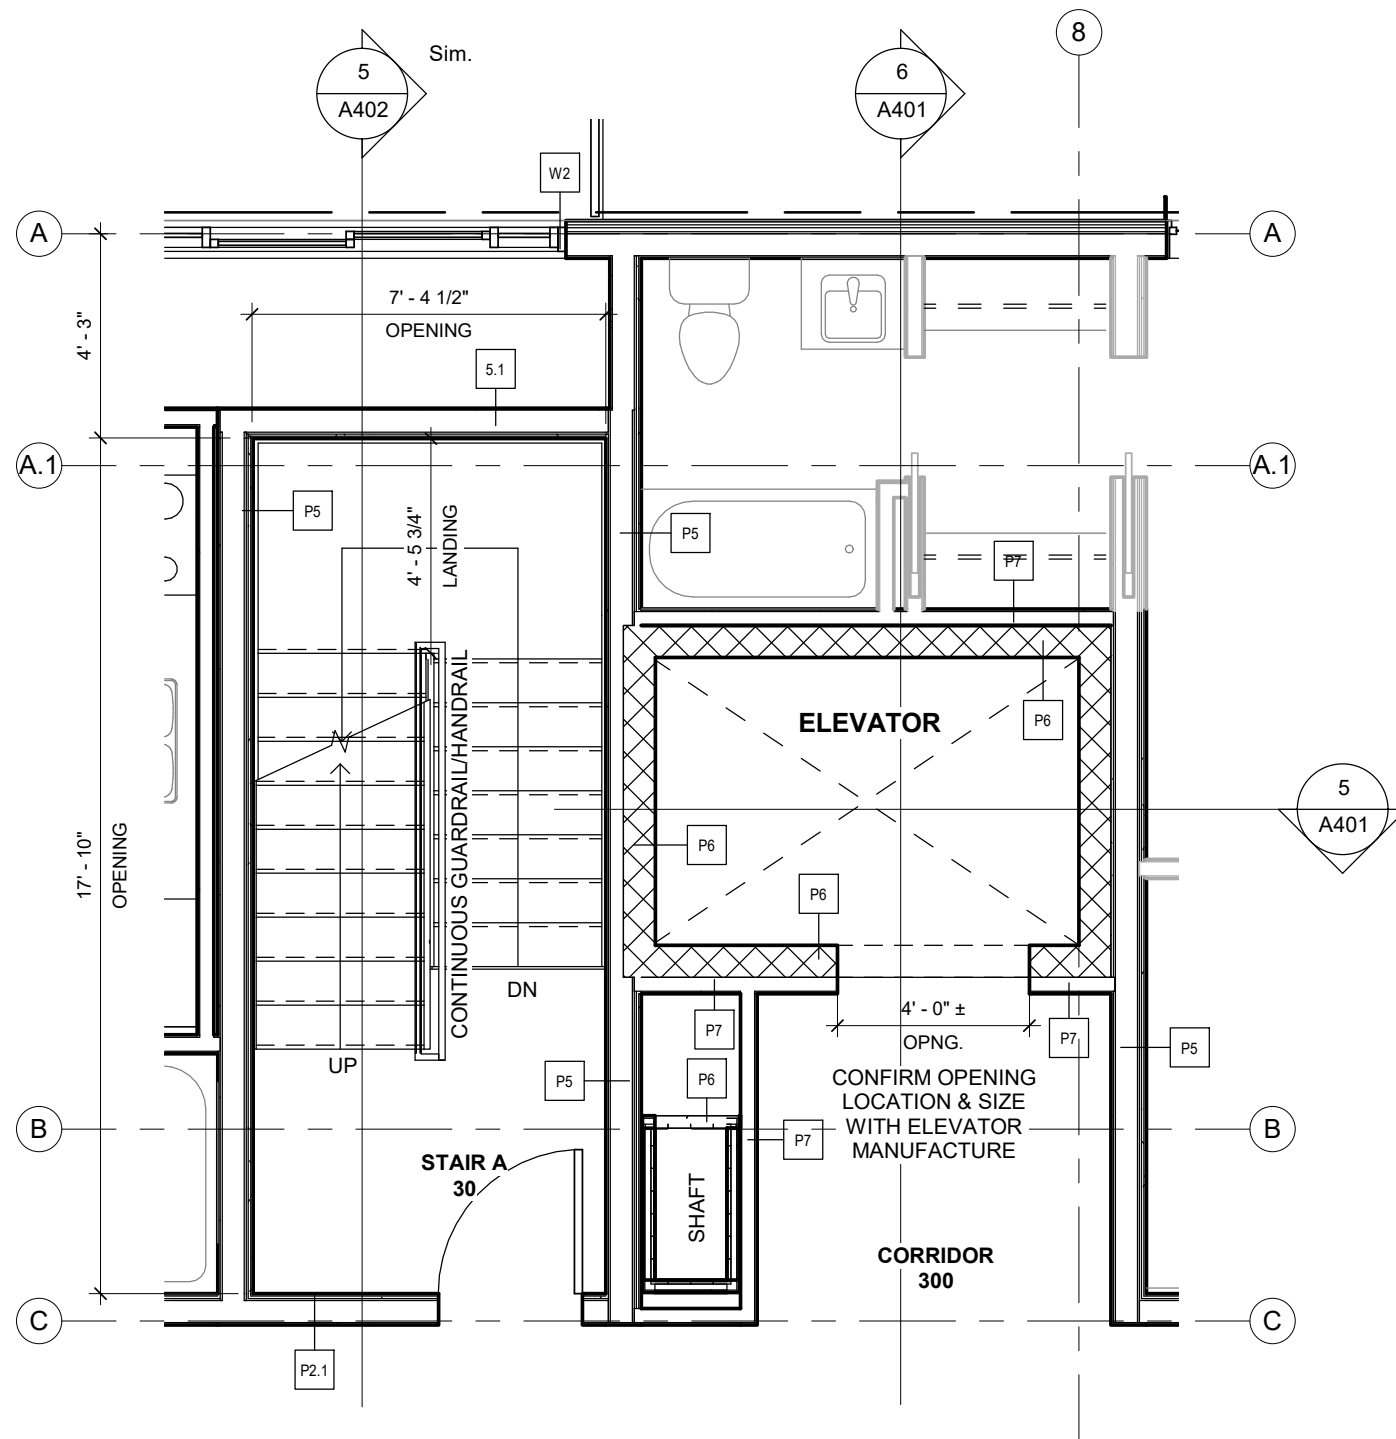 8
5
A402
Sim.
6
A401
W2
A
A
7' - 4 1/2"
OPENING
4' - 3"
5.1
A.1
A.1
P5
4' - 5 3/4"
LANDING
P5
P7
CONTINUOUS GUARDRAIL/HANDRAIL
ELEVATOR
P6
5
A401
17' - 10"
OPENING
P6
P6
DN
UP
P7
4' - 0" ±
OPNG.
P7
P5
P5
P6
CONFIRM OPENING
LOCATION & SIZE
WITH ELEVATOR
MANUFACTURE
B
B
P7
STAIR A
30
SHAFT
CORRIDOR
300
C
C
P2.1